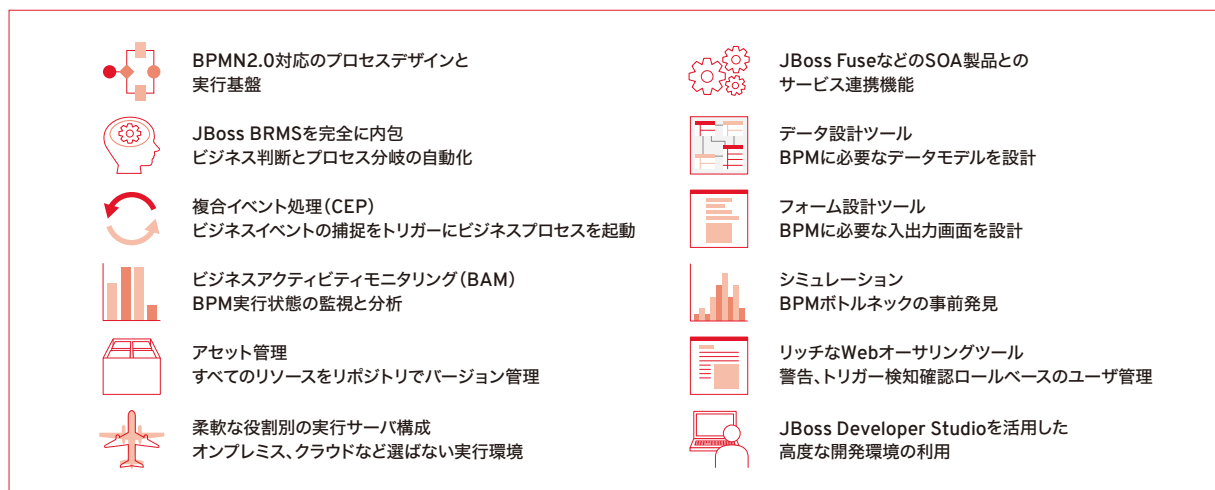 BPMN2.0対応のプロセスデザインと
実行基盤
JBoss BRMSを完全に内包
ビジネス判断とプロセス分岐の自動化
複合イベント処理（CEP）
ビジネスイベントの捕捉をトリガーにビジネスプロセスを起動
ビジネスアクティビティモニタリング（BAM）
BPM実行状態の監視と分析
アセット管理
すべてのリソースをリポジトリでバージョン管理
柔軟な役割別の実行サーバ構成
オンプレミス、クラウドなど選ばない実行環境
JBoss FuseなどのSOA製品との
サービス連携機能
データ設計ツール
BPMに必要なデータモデルを設計
フォーム設計ツール
BPMに必要な入出力画面を設計
シミュレーション
BPMボトルネックの事前発見
リッチなWebオーサリングツール
警告、トリガー検知確認ロールベースのユーザ管理
JBoss Developer Studioを活用した
高度な開発環境の利用